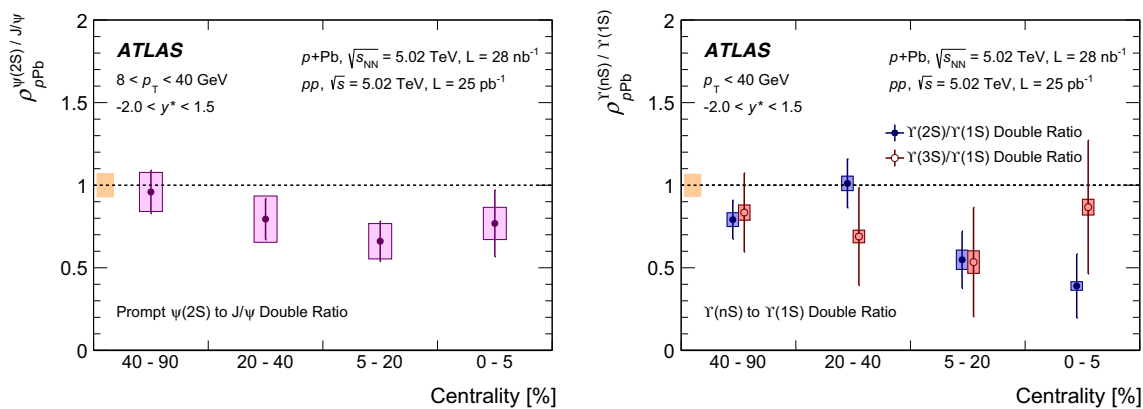 ρ_pPb^ψ(2S) / J/ψ
2
1.5
1
0.5
0
ATLAS
8 < p_T < 40 GeV
-2.0 < y* < 1.5
p+Pb, √s_NN = 5.02 TeV, L = 28 nb⁻¹
pp, √s = 5.02 TeV, L = 25 pb⁻¹
Prompt ψ(2S) to J/ψ Double Ratio
40 - 90 20 - 40 5 - 20 0 - 5
Centrality [%]
ρ_pPb^ϒ(nS) / ϒ(1S)
2
1.5
1
0.5
0
ATLAS
p_T < 40 GeV
-2.0 < y* < 1.5
p+Pb, √s_NN = 5.02 TeV, L = 28 nb⁻¹
pp, √s = 5.02 TeV, L = 25 pb⁻¹
ϒ(2S)/ϒ(1S) Double Ratio
ϒ(3S)/ϒ(1S) Double Ratio
ϒ(nS) to ϒ(1S) Double Ratio
40 - 90 20 - 40 5 - 20 0 - 5
Centrality [%]